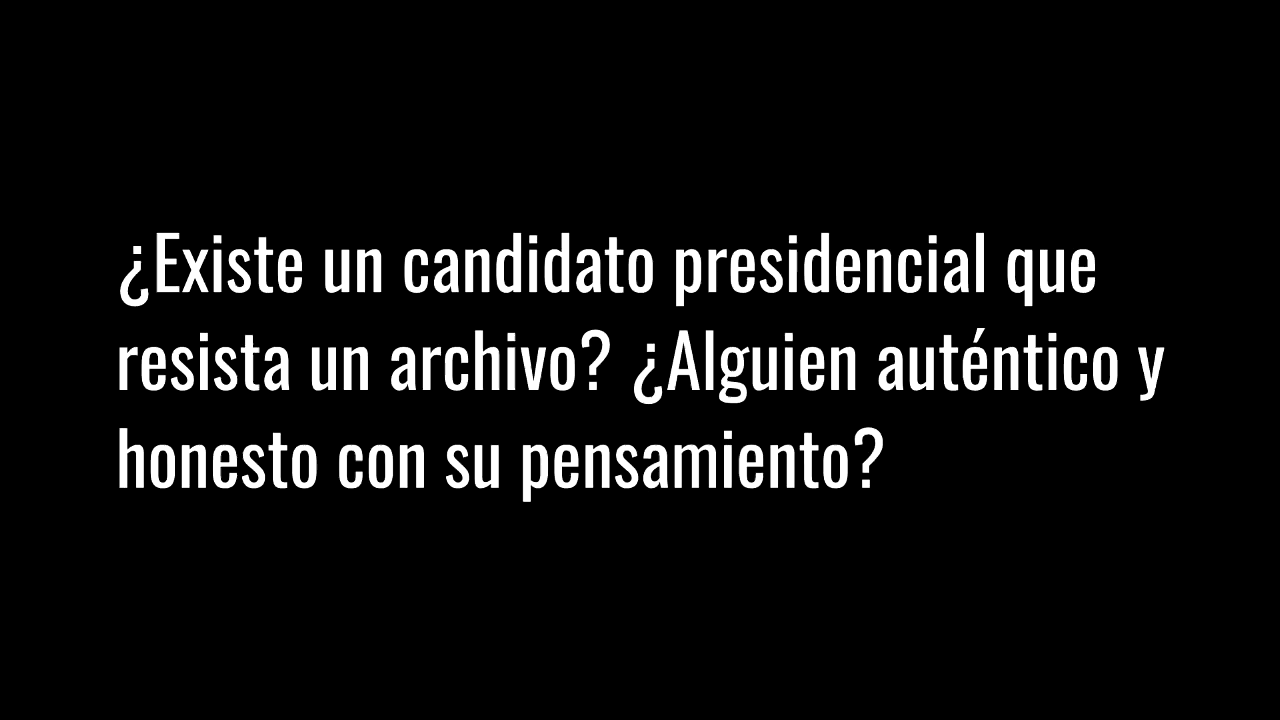 ¿Existe un candidato presidencial que
resista un archivo? ¿Alguien auténtico y
honesto con su pensamiento?